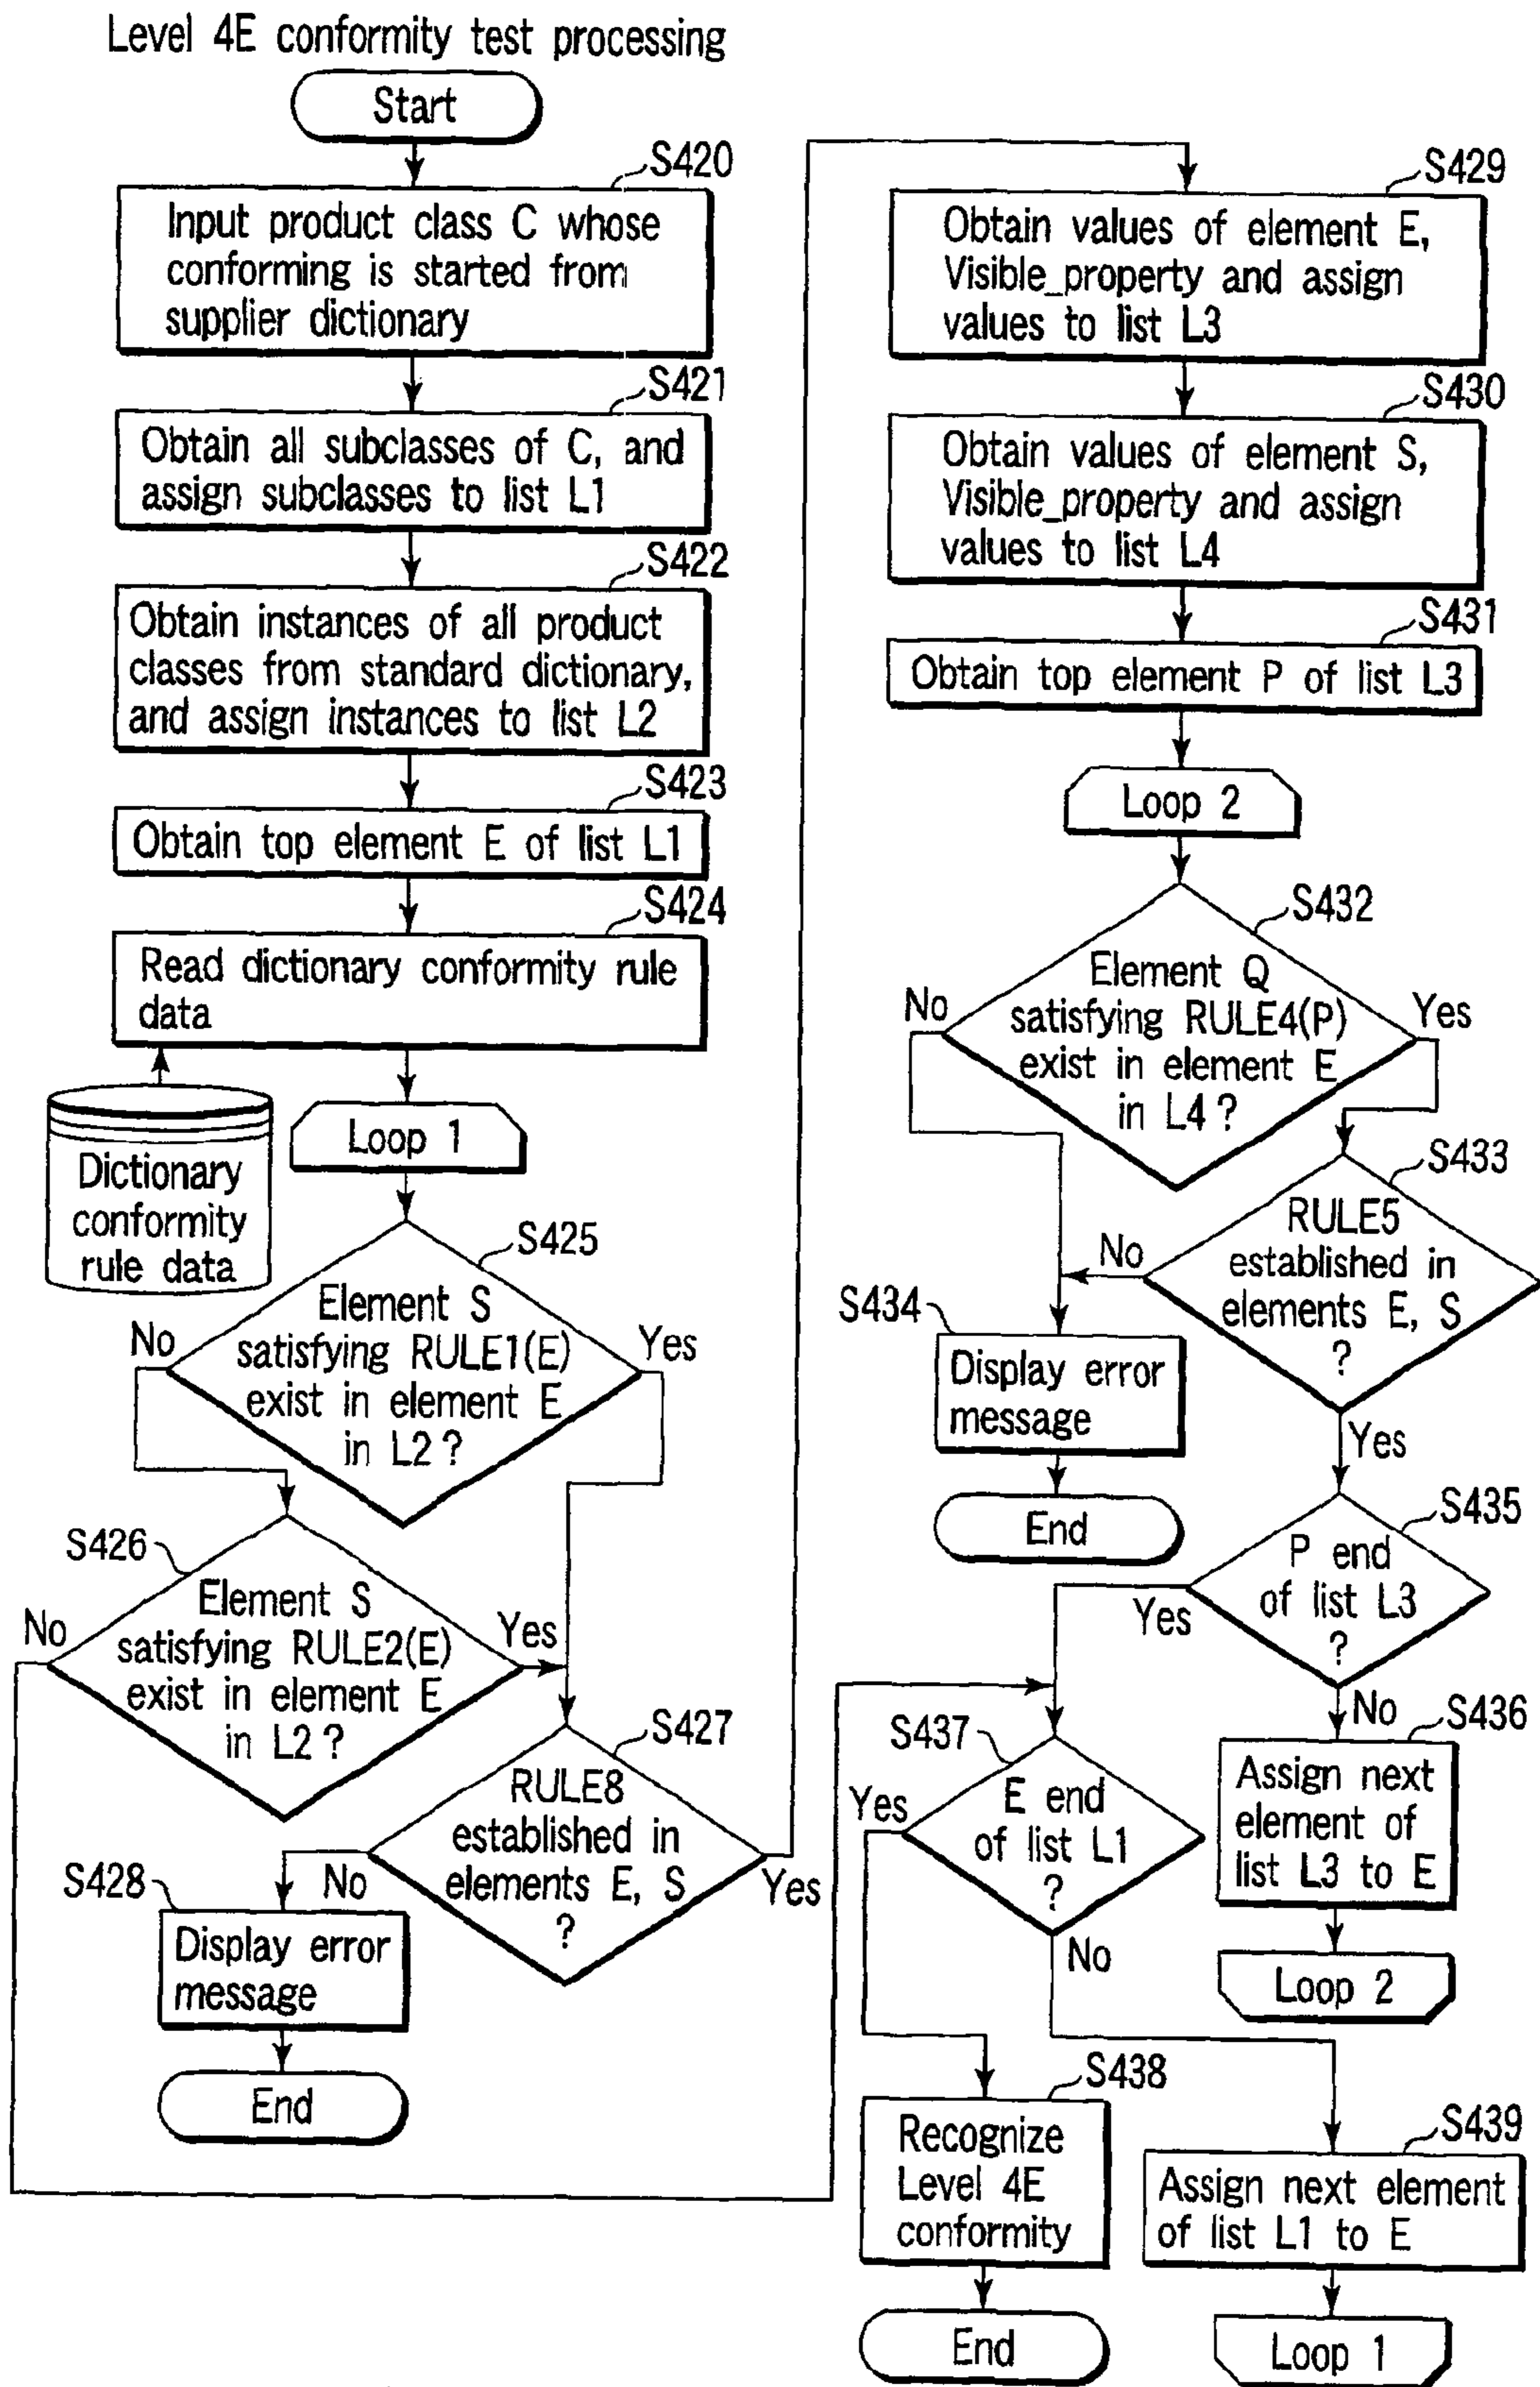 Level 4E conformity test processing
Start
S420
Input product class C whose
conforming is started from
supplier dictionary
S421
Obtain all subclasses of C, and
assign subclasses to list L1
S422
Obtain instances of all product
classes from standard dictionary,
and assign instances to list L2
S423
Obtain top element E of list L1
S424
Read dictionary conformity rule
data
Dictionary
conformity
rule data
Loop 1
S425
Element S
satisfying RULE1(E)
exist in element E
in L2 ?
No
Yes
S426
Element S
satisfying RULE2(E)
exist in element E
in L2 ?
No
Yes
S427
RULE8
established in
elements E, S
?
No
Yes
S428
Display error
message
End
S429
Obtain values of element E,
Visible_property and assign
values to list L3
S430
Obtain values of element S,
Visible_property and assign
values to list L4
S431
Obtain top element P of list L3
Loop 2
S432
Element Q
satisfying RULE4(P)
exist in element E
in L4 ?
No
Yes
S433
RULE5
established in
elements E, S
?
No
Yes
S434
Display error
message
End
S435
P end
of list L3
?
Yes
No
S436
Assign next
element of
list L3 to E
Loop 2
S437
E end
of list L1
?
Yes
No
S438
Recognize
Level 4E
conformity
End
S439
Assign next element
of list L1 to E
Loop 1